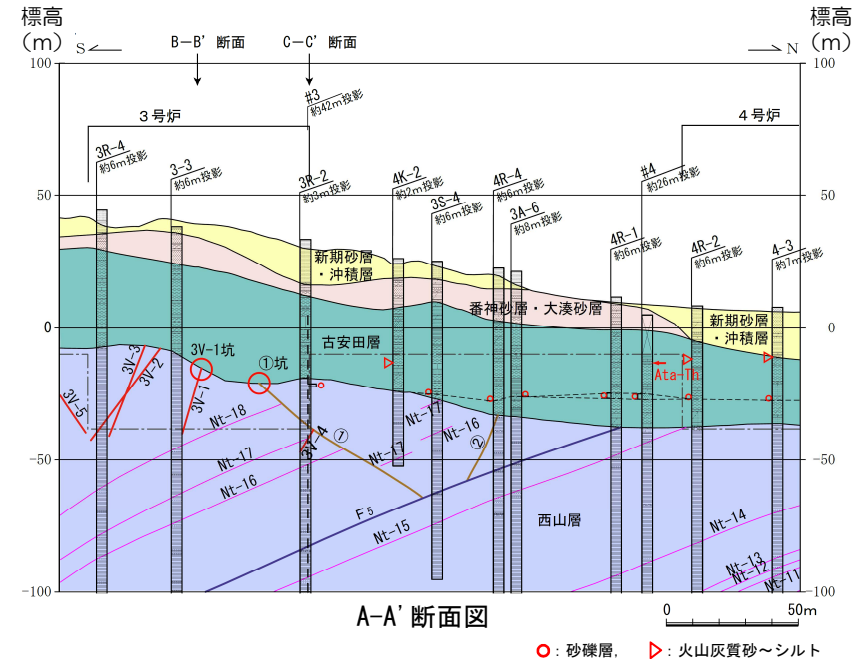 標高
(m)
標高
(m)
S
B－B' 断面
C－C' 断面
N
100
50
0
-50
-100
100
50
0
-50
-100
3号炉
4号炉
#3
約42m投影
3R-4
約6m投影
3-3
約6m投影
3R-2
約3m投影
4K-2
約2m投影
3S-4
約6m投影
4R-4
約6m投影
3A-6
約8m投影
#4
約26m投影
4R-1
約6m投影
4R-2
約6m投影
4-3
約7m投影
新期砂層
・沖積層
番神砂層・大湊砂層
新期砂層
・沖積層
古安田層
3V-1坑
①坑
Ata-Th
3V-3
3V-2
3V-5
3V-1
3V-4
①
②
Nt-18
Nt-17
Nt-16
Nt-17
Nt-17
Nt-16
F5
Nt-15
西山層
Nt-14
Nt-13
Nt-12
Nt-11
A-A' 断面図
0 50m
：砂礫層， ：火山灰質砂～シルト